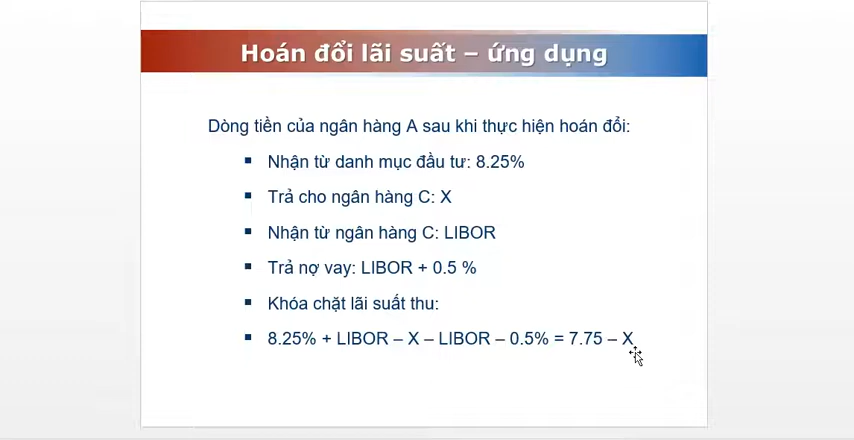 Hoán đổi lãi suất – ứng dụng
Dòng tiền của ngân hàng A sau khi thực hiện hoán đổi:
Nhận từ danh mục đầu tư: 8.25%
Trả cho ngân hàng C: X
Nhận từ ngân hàng C: LIBOR
Trả nợ vay: LIBOR + 0.5 %
Khóa chặt lãi suất thu:
8.25% + LIBOR – X – LIBOR – 0.5% = 7.75 – X